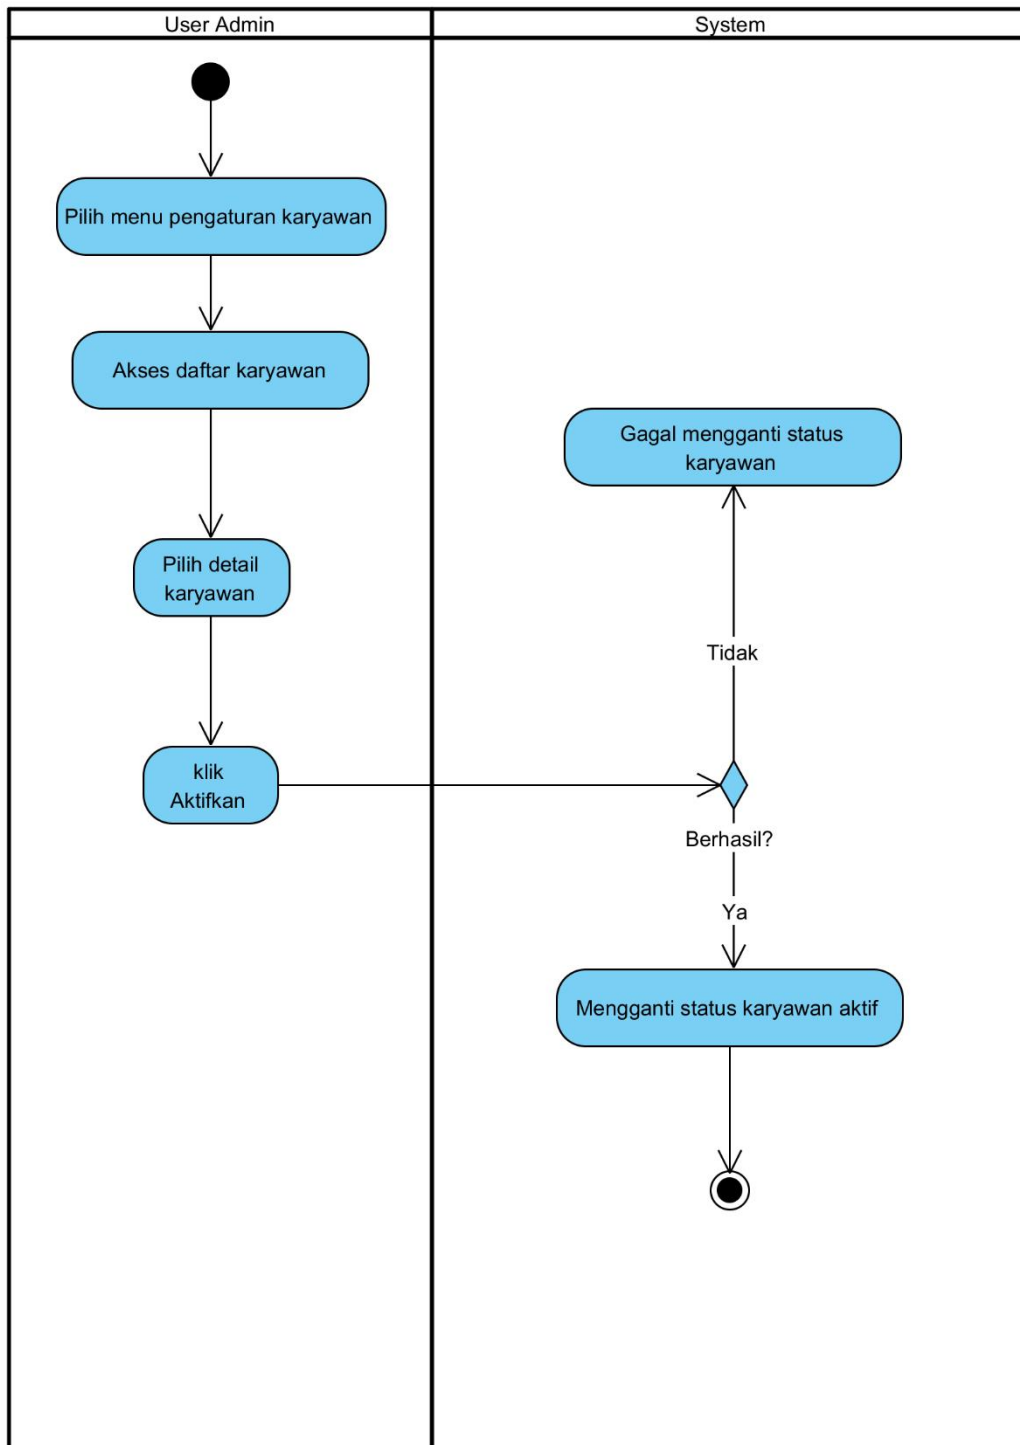 User Admin
System
Pilih menu pengaturan karyawan
Akses daftar karyawan
Gagal mengganti status
karyawan
Pilih detail
karyawan
Tidak
klik
Aktifkan
Berhasil?
Ya
Mengganti status karyawan aktif